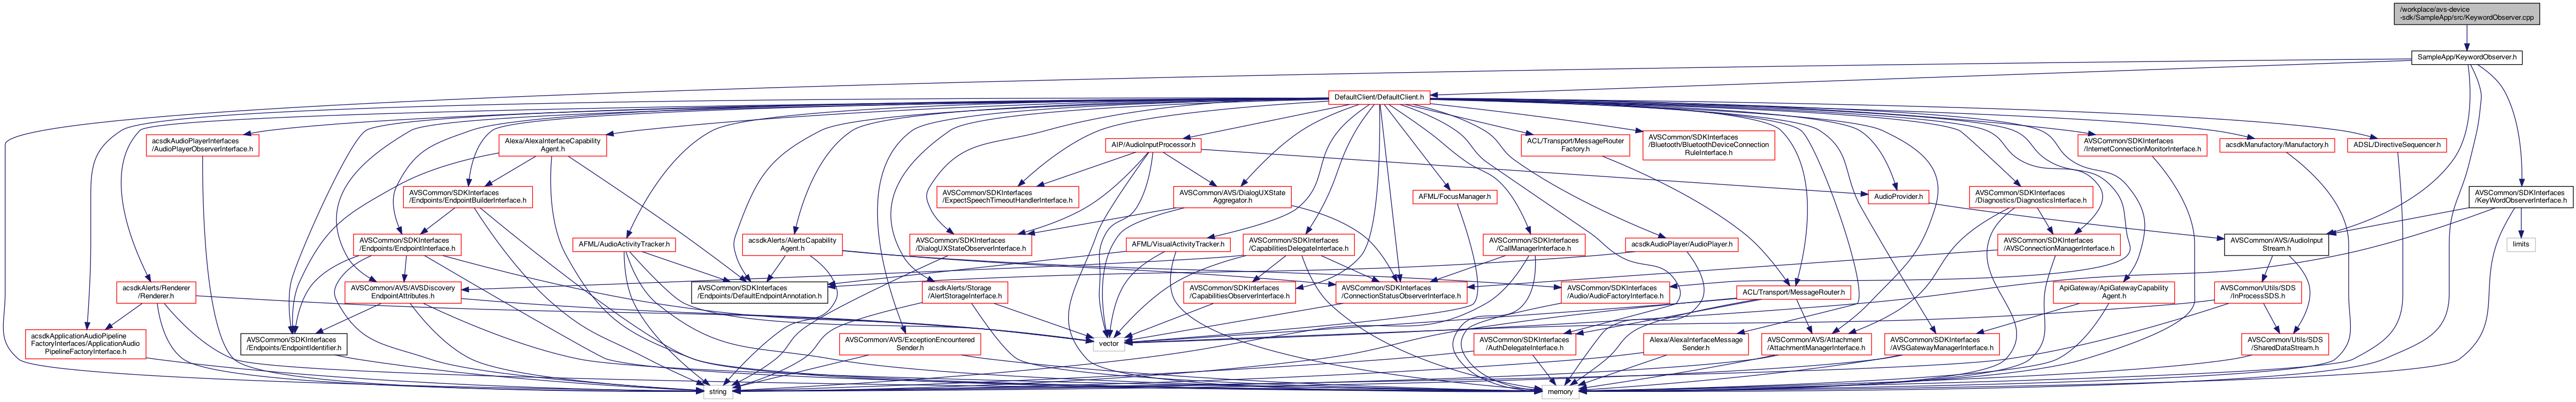 /workplace/avs-device
-sdk/SampleApp/src/KeywordObserver.cpp
SampleApp/KeywordObserver.h
DefaultClient/DefaultClient.h
acsdkAudioPlayerInterfaces
/AudioPlayerObserverInterface.h
Alexa/AlexaInterfaceCapability
Agent.h
AIP/AudioInputProcessor.h
ACL/Transport/MessageRouter
Factory.h
AVSCommon/SDKInterfaces
/Bluetooth/BluetoothDeviceConnection
RuleInterface.h
AVSCommon/SDKInterfaces
/InternetConnectionMonitorInterface.h
acsdkManufactory/Manufactory.h
ADSL/DirectiveSequencer.h
AVSCommon/SDKInterfaces
/Endpoints/EndpointBuilderInterface.h
AVSCommon/SDKInterfaces
/ExpectSpeechTimeoutHandlerInterface.h
AVSCommon/AVS/DialogUXState
Aggregator.h
AFML/FocusManager.h
AudioProvider.h
AVSCommon/SDKInterfaces
/Diagnostics/DiagnosticsInterface.h
AVSCommon/SDKInterfaces
/KeyWordObserverInterface.h
AVSCommon/SDKInterfaces
/Endpoints/EndpointInterface.h
AFML/AudioActivityTracker.h
acsdkAlerts/AlertsCapability
Agent.h
AVSCommon/SDKInterfaces
/DialogUXStateObserverInterface.h
AFML/VisualActivityTracker.h
AVSCommon/SDKInterfaces
/CapabilitiesDelegateInterface.h
AVSCommon/SDKInterfaces
/CallManagerInterface.h
acsdkAudioPlayer/AudioPlayer.h
AVSCommon/SDKInterfaces
/AVSConnectionManagerInterface.h
AVSCommon/AVS/AudioInput
Stream.h
limits
acsdkAlerts/Renderer
/Renderer.h
AVSCommon/AVS/AVSDiscovery
EndpointAttributes.h
AVSCommon/SDKInterfaces
/Endpoints/DefaultEndpointAnnotation.h
acsdkAlerts/Storage
/AlertStorageInterface.h
AVSCommon/SDKInterfaces
/CapabilitiesObserverInterface.h
AVSCommon/SDKInterfaces
/ConnectionStatusObserverInterface.h
AVSCommon/SDKInterfaces
/Audio/AudioFactoryInterface.h
ACL/Transport/MessageRouter.h
ApiGateway/ApiGatewayCapability
Agent.h
AVSCommon/Utils/SDS
/InProcessSDS.h
acsdkApplicationAudioPipeline
FactoryInterfaces/ApplicationAudio
PipelineFactoryInterface.h
AVSCommon/SDKInterfaces
/Endpoints/EndpointIdentifier.h
AVSCommon/AVS/ExceptionEncountered
Sender.h
vector
AVSCommon/SDKInterfaces
/AuthDelegateInterface.h
Alexa/AlexaInterfaceMessage
Sender.h
AVSCommon/AVS/Attachment
/AttachmentManagerInterface.h
AVSCommon/SDKInterfaces
/AVSGatewayManagerInterface.h
AVSCommon/Utils/SDS
/SharedDataStream.h
string
memory